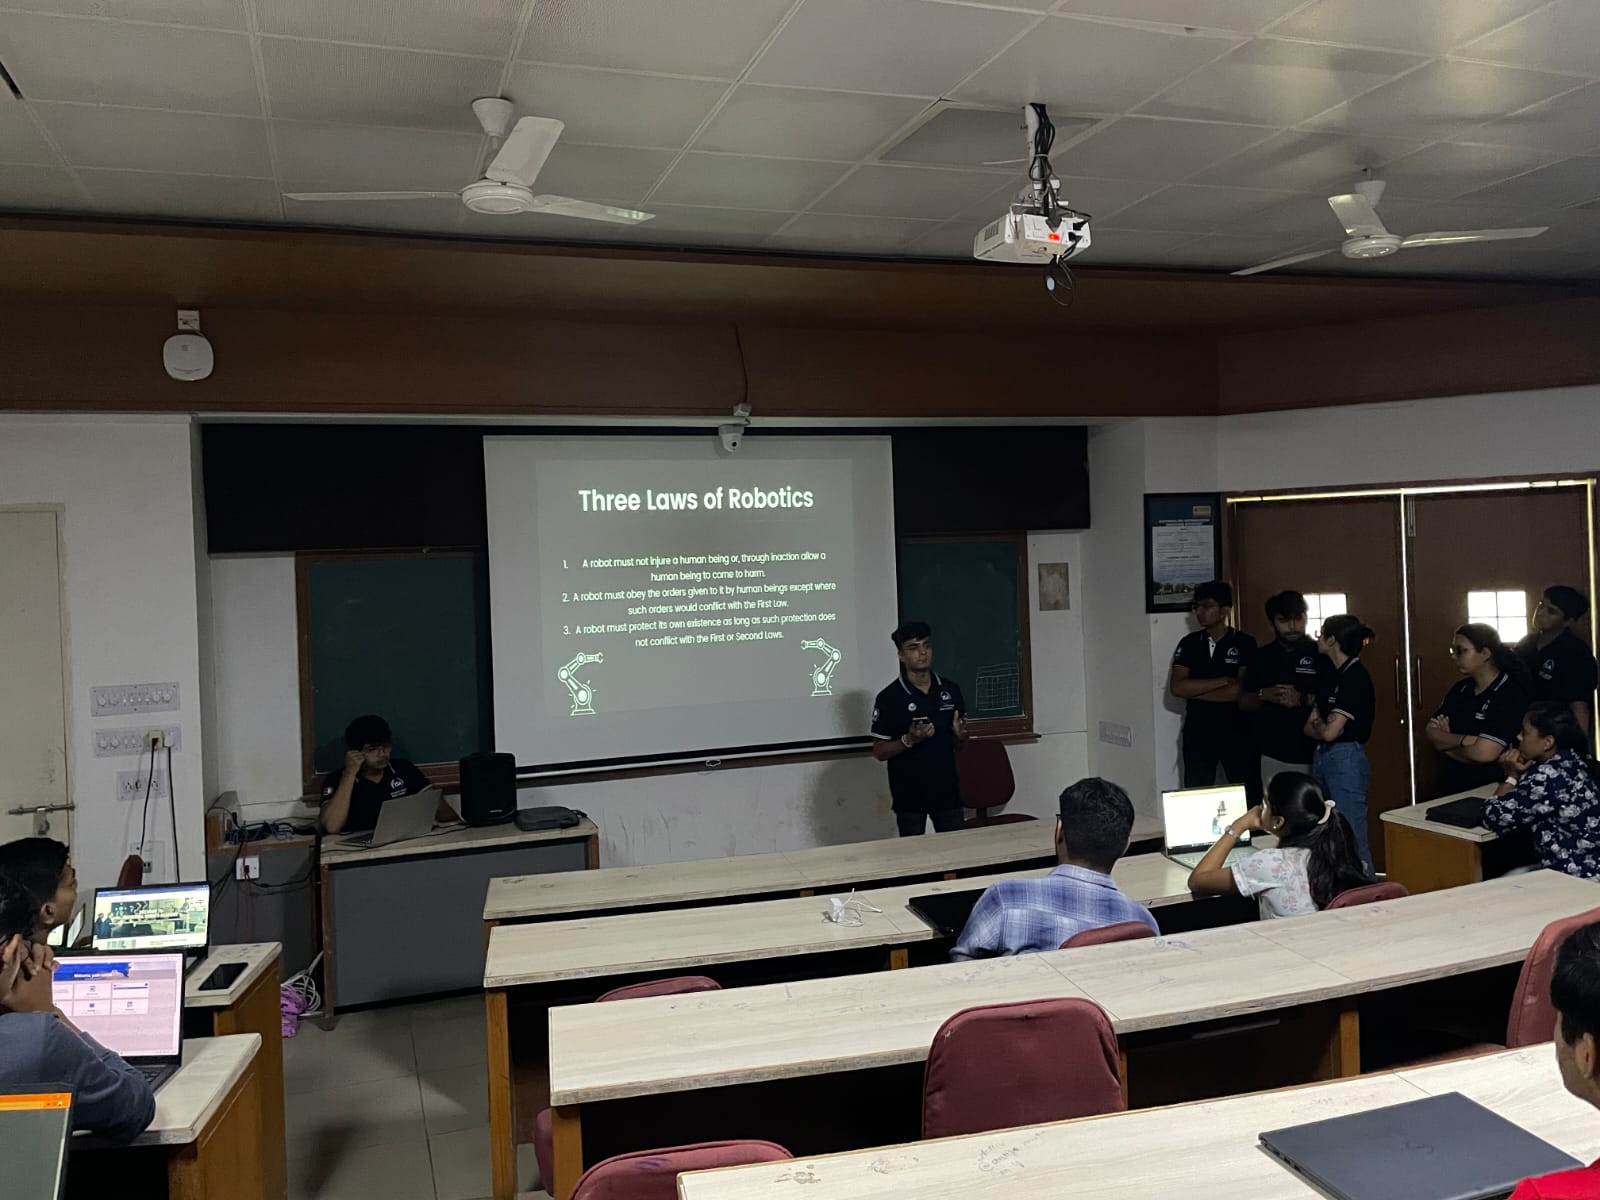 Three Laws of Robotics
1. A robot must not injure a human being or, through inaction allow a
human being to come to harm.
2. A robot must obey the orders given to it by human beings except where
such orders would conflict with the First Law.
3. A robot must protect its own existence as long as such protection does
not conflict with the First or Second Laws.